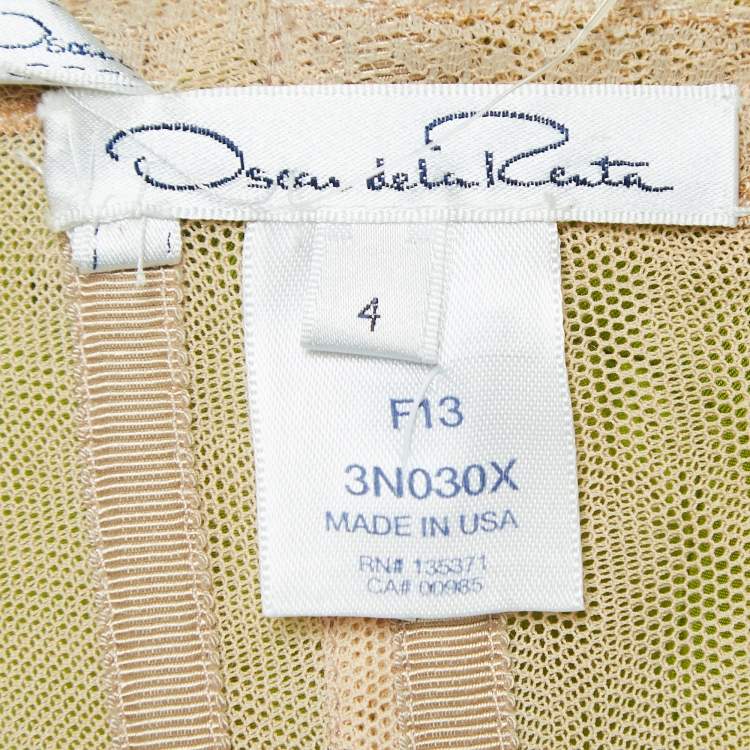 Oscar de la Renta
4
F13
3N030X
MADE IN USA
RN# 135371
CA# 00985